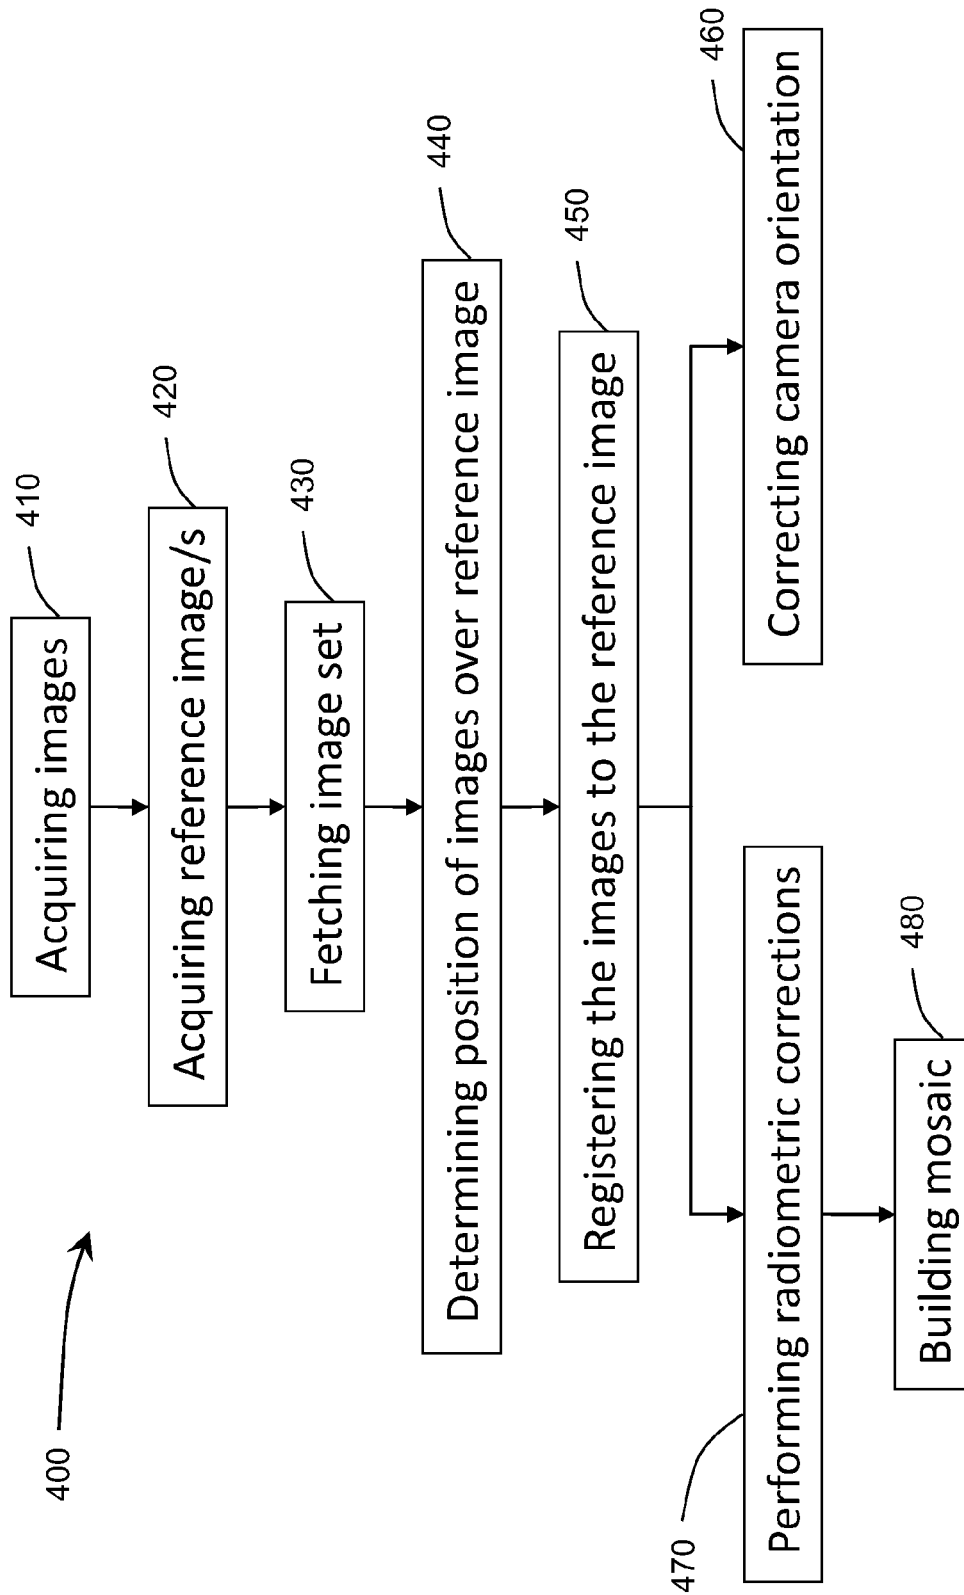 400
410
Acquiring images
420
Acquiring reference image/s
430
Fetching image set
440
Determining position of images over reference image
450
Registering the images to the reference image
470
Performing radiometric corrections
460
Correcting camera orientation
480
Building mosaic